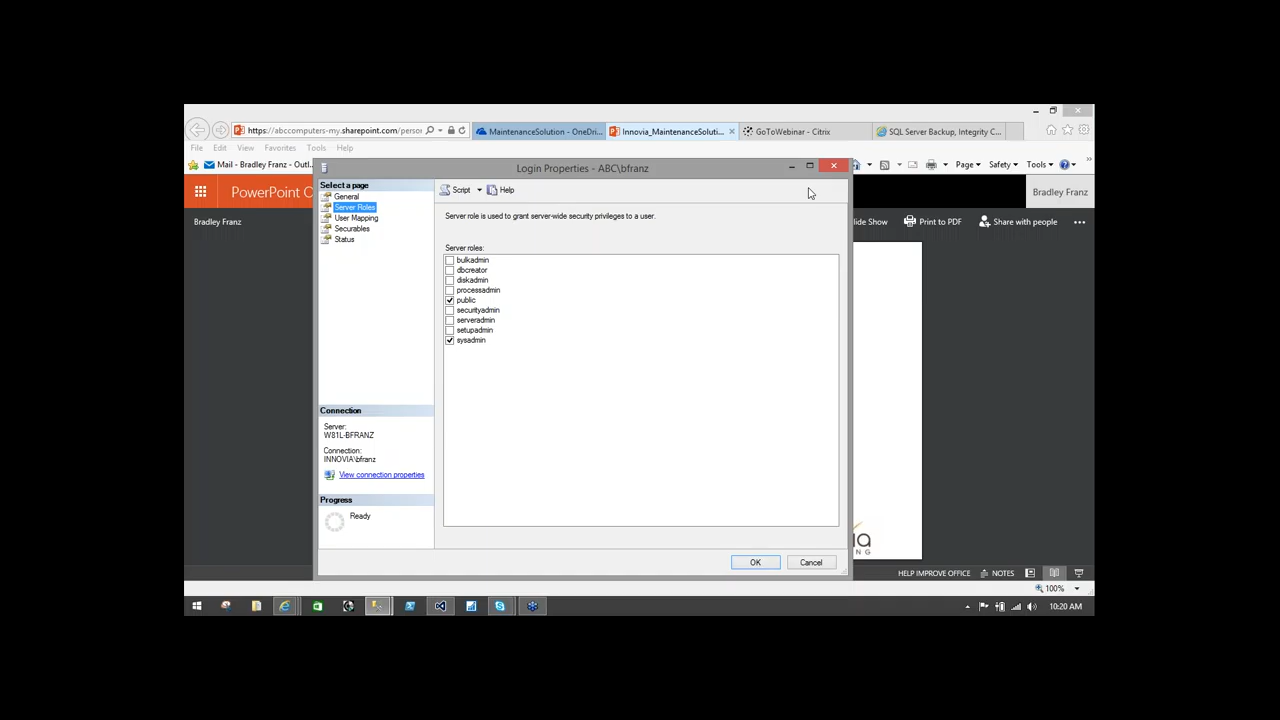 https://abccomputers-my.sharepoint.com/perso
MaintenanceSolution - OneDri...
Innovia_MaintenanceSoluti...
GoToWebinar - Citrix
SQL Server Backup, Integrity C...
File Edit View Favorites Tools Help
Mail - Bradley Franz - Outl...
Page Safety Tools
PowerPoint O
Bradley Franz
Bradley Franz
ide Show Print to PDF Share with people
Login Properties - ABC\bfranz
Select a page
General
Server Roles
User Mapping
Securables
Status
Script Help
Server role is used to grant server-wide security privileges to a user.
Server roles:
bulkadmin
dbcreator
diskadmin
processadmin
public
securityadmin
serveradmin
setupadmin
sysadmin
Connection
Server:
W81L-BFRANZ
Connection:
INNOVIA\bfranz
View connection properties
Progress
Ready
OK Cancel
ia
NG
HELP IMPROVE OFFICE NOTES
100%
10:20 AM